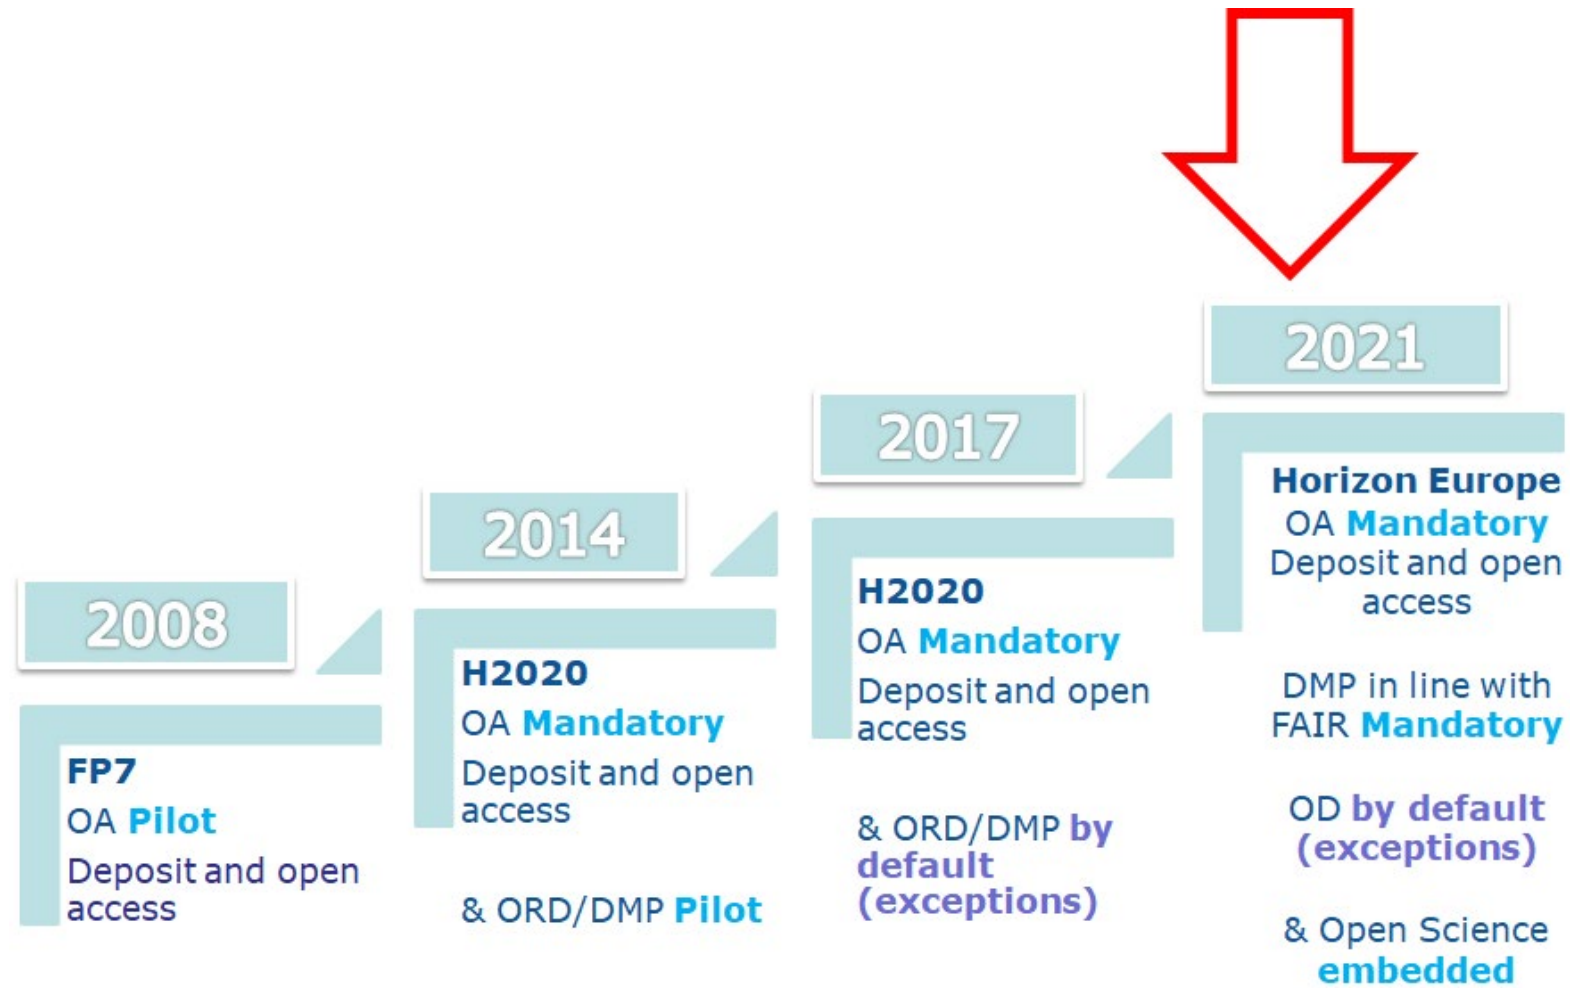 2008
FP7
OA Pilot
Deposit and open
access
2014
H2020
OA Mandatory
Deposit and open
access
& ORD/DMP Pilot
2017
H2020
OA Mandatory
Deposit and open
access
& ORD/DMP by
default
(exceptions)
2021
Horizon Europe
OA Mandatory
Deposit and open
access
DMP in line with
FAIR Mandatory
OD by default
(exceptions)
& Open Science
embedded